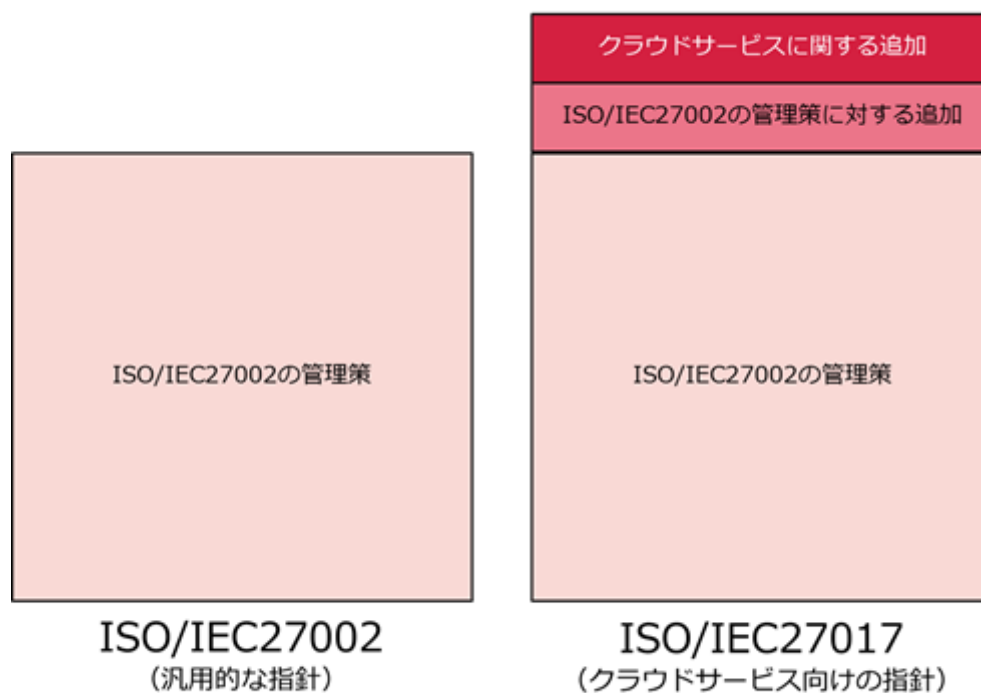 クラウドサービスに関する追加
ISO/IEC27002の管理策に対する追加
ISO/IEC27002の管理策
ISO/IEC27002の管理策
ISO/IEC27002
（汎用的な指針）
ISO/IEC27017
（クラウドサービス向けの指針）